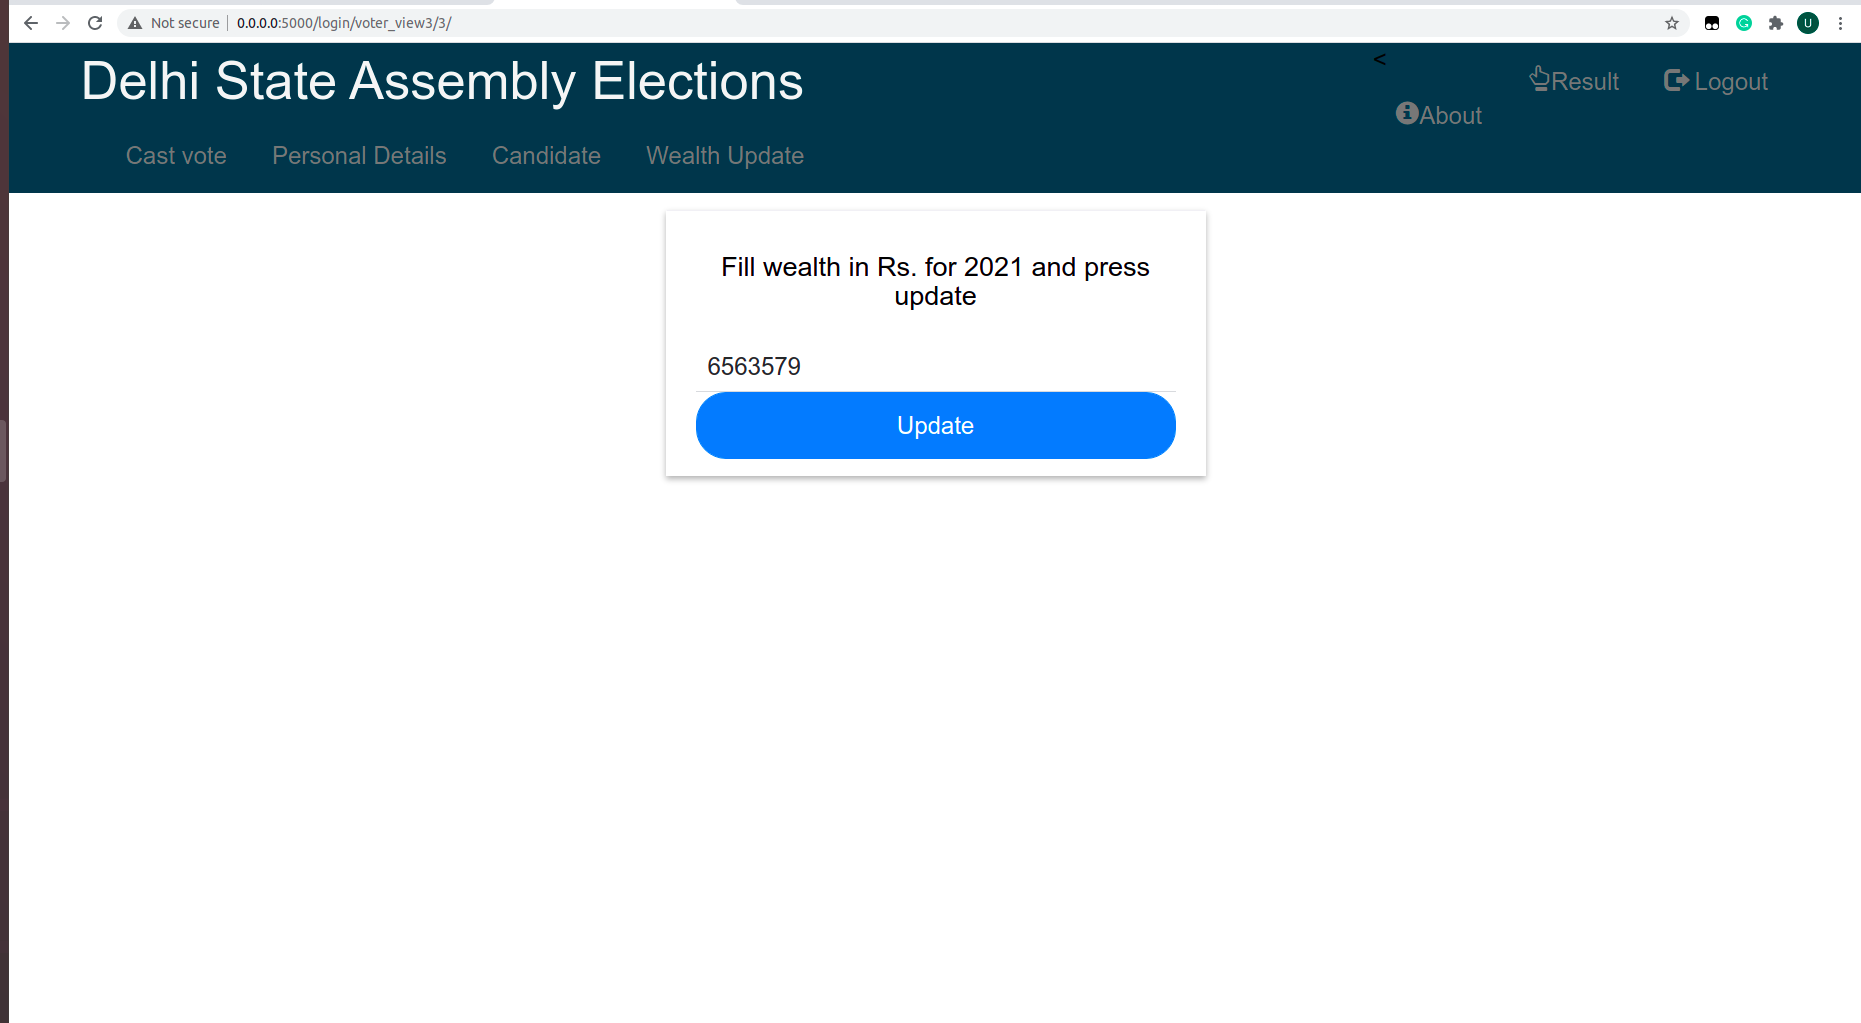 Not secure
0.0.0.0:5000/login/voter_view3/3/
U
Delhi State Assembly Elections
<
Result
Logout
About
Cast vote
Personal Details
Candidate
Wealth Update
Fill wealth in Rs. for 2021 and press
update
6563579
Update